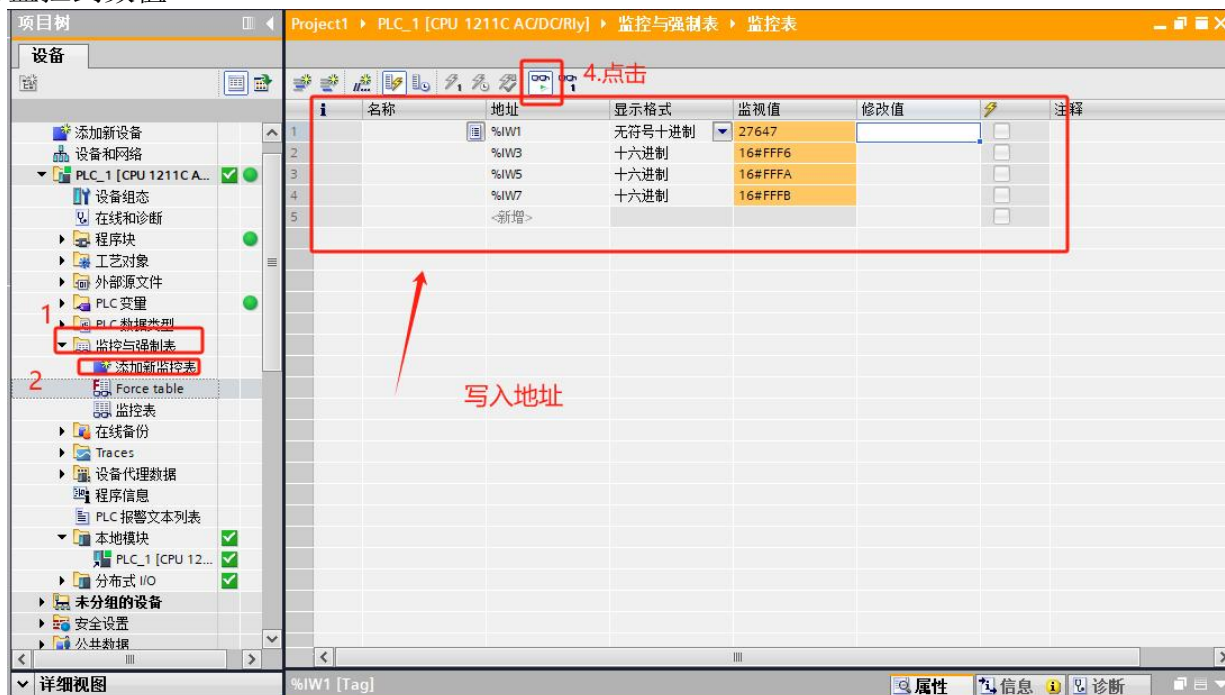 项目树
Project1 ▸ PLC_1 [CPU 1211C AC/DC/Rly] ▸ 监控与强制表 ▸ 监控表
设备
4.点击
i 名称 地址 显示格式 监视值 修改值 注释
1 %IW1 无符号十进制 27647
2 %IW3 十六进制 16#FFF6
3 %IW5 十六进制 16#FFFA
4 %IW7 十六进制 16#FFFB
5 <新增>
添加新设备
设备和网络
PLC_1 [CPU 1211C A...
设备组态
在线和诊断
程序块
工艺对象
外部源文件
PLC 变量
1
PLC 数据类型
监控与强制表
添加新监控表
2
Force table
监控表
写入地址
在线备份
Traces
设备代理数据
程序信息
PLC 报警文本列表
本地模块
PLC_1 [CPU 12...
分布式 I/O
未分组的设备
安全设置
公共数据
详细视图
%IW1 [Tag]
属性 信息 诊断